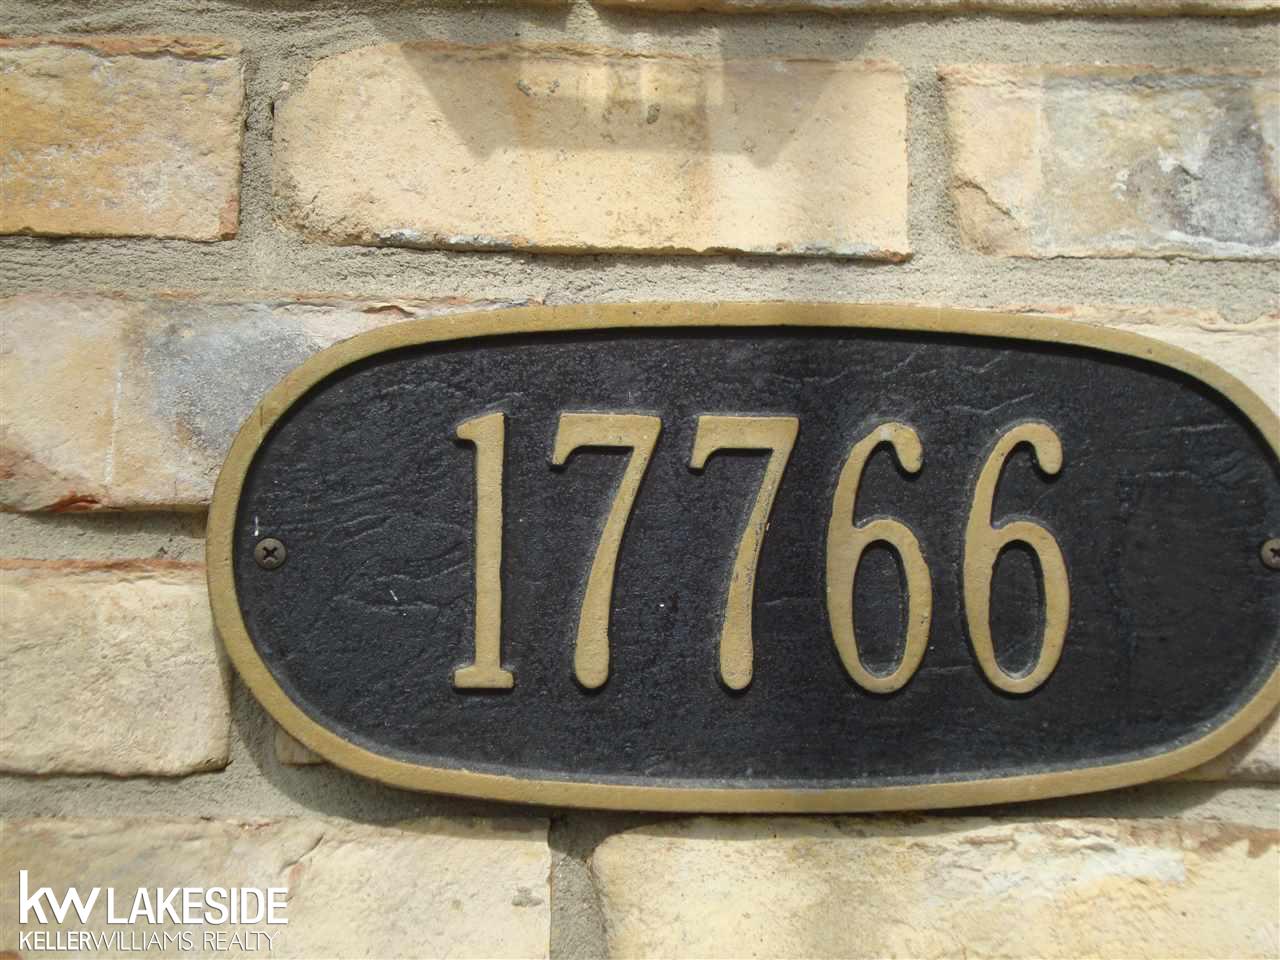 17766
kw LAKESIDE
KELLERWILLIAMS. REALTY